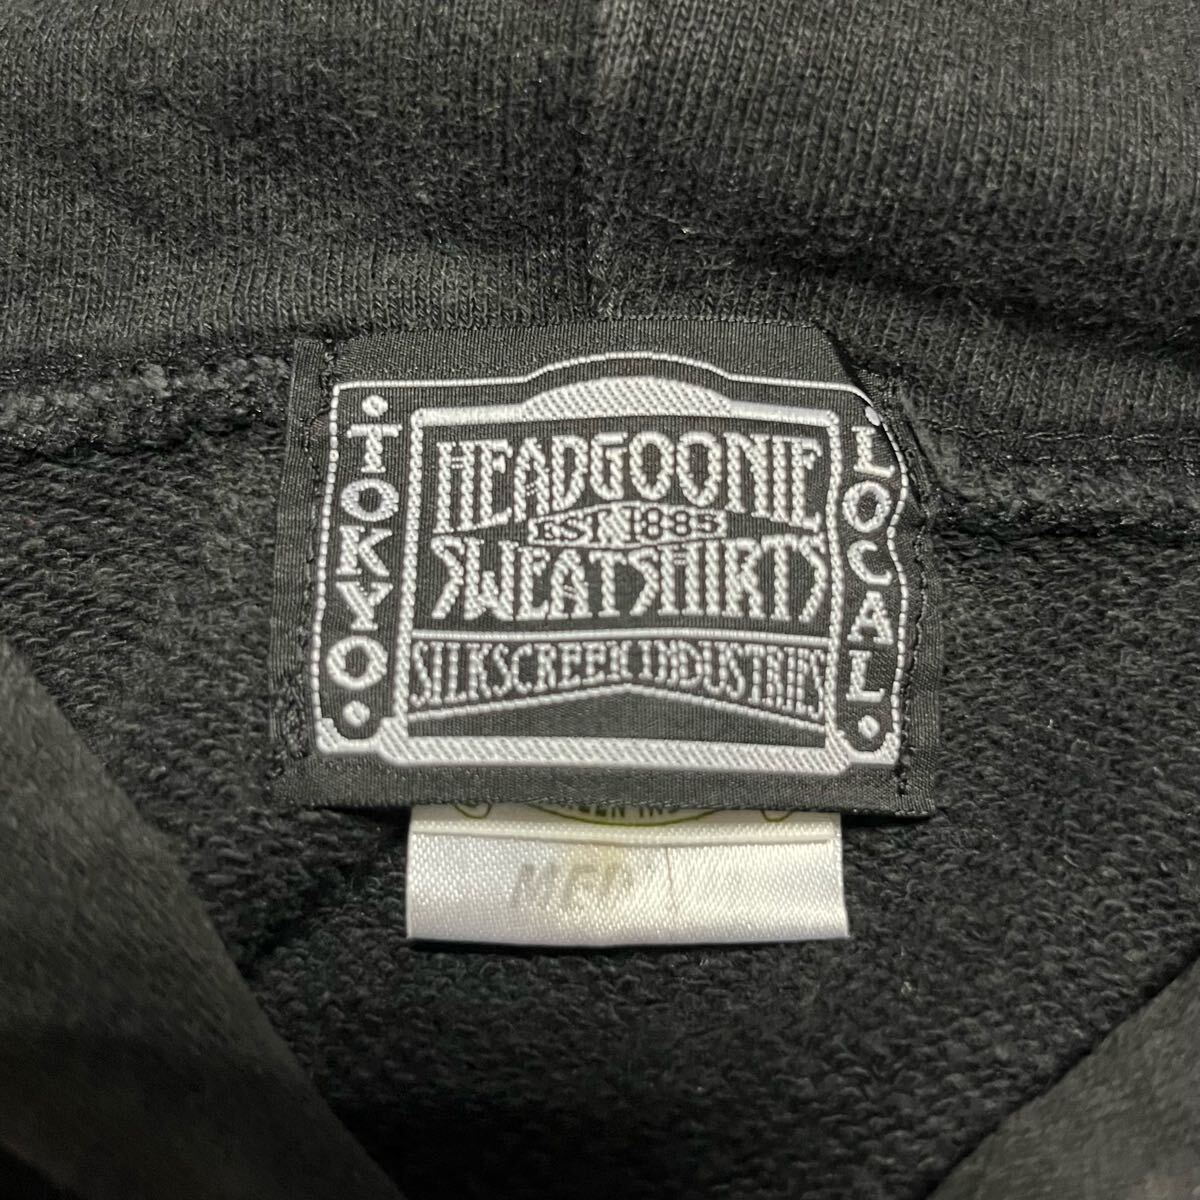 TOKYO
HEADGOONIE
EST 1885
SWEATSHIRTS
SILKSCREEN INDUSTRIES
LOCAL